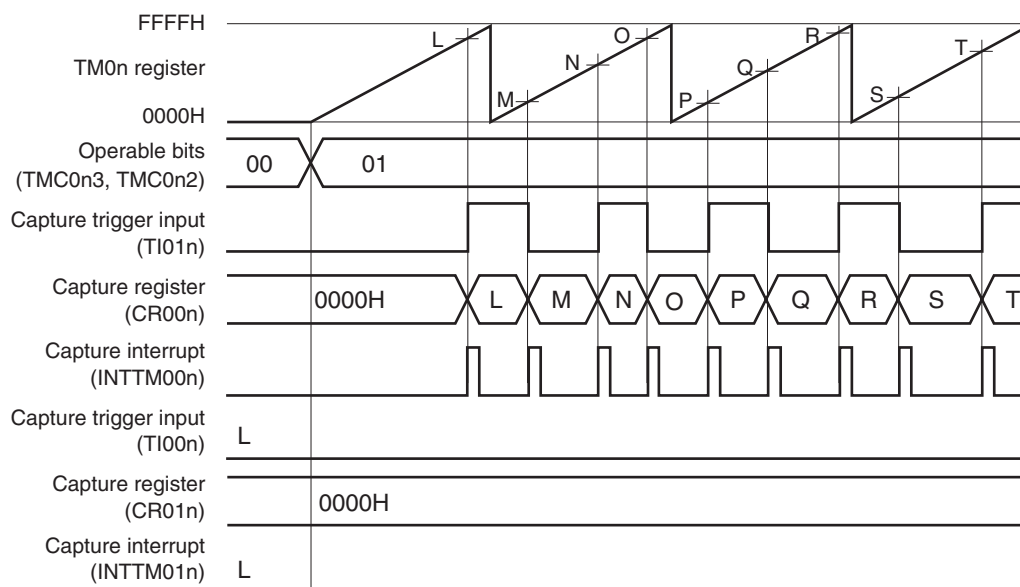 FFFFH
TM0n register
0000H
L M N O P Q R S T
Operable bits
(TMC0n3, TMC0n2)
00 01
Capture trigger input
(TI01n)
Capture register
(CR00n)
0000H L M N O P Q R S T
Capture interrupt
(INTTM00n)
Capture trigger input
(TI00n)
L
Capture register
(CR01n)
0000H
Capture interrupt
(INTTM01n)
L